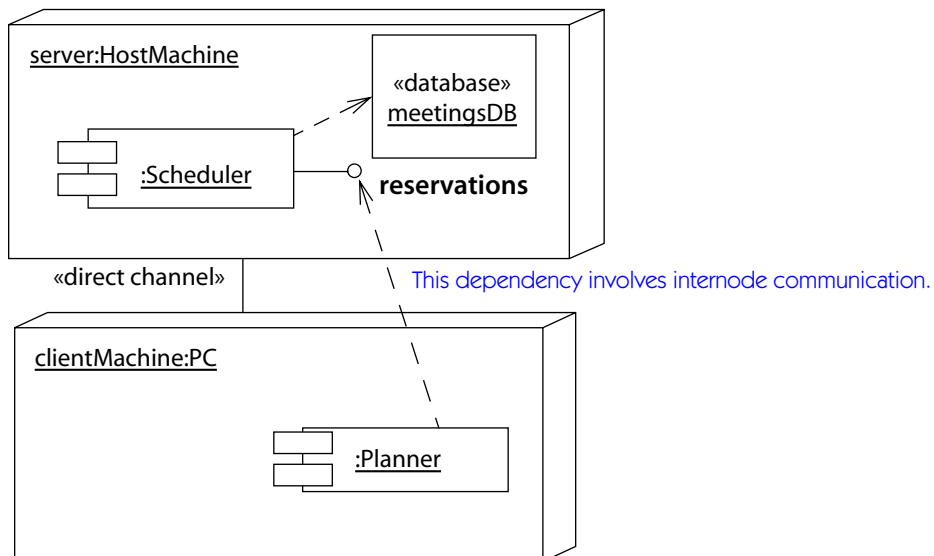 server:HostMachine
«database»
meetingsDB
:Scheduler
reservations
«direct channel»
This dependency involves internode communication.
clientMachine:PC
:Planner